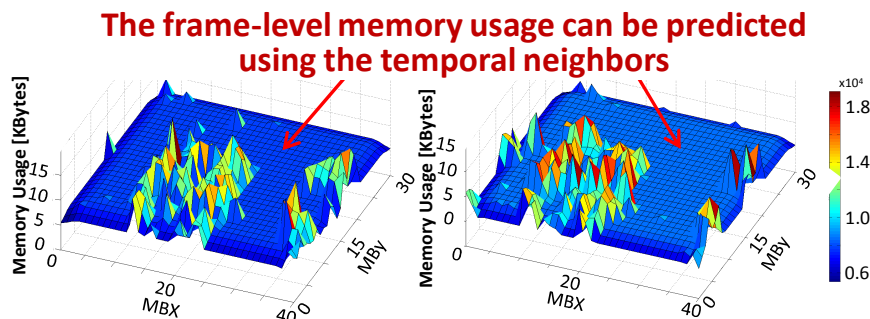 The frame-level memory usage can be predicted
using the temporal neighbors
Memory Usage [KBytes]
15
10
5
0
0
20
40
MBX
0
15
30
MBy
Memory Usage [KBytes]
15
10
5
0
0
20
40
MBX
0
15
30
MBy
x10⁴
1.8
1.4
1.0
0.6